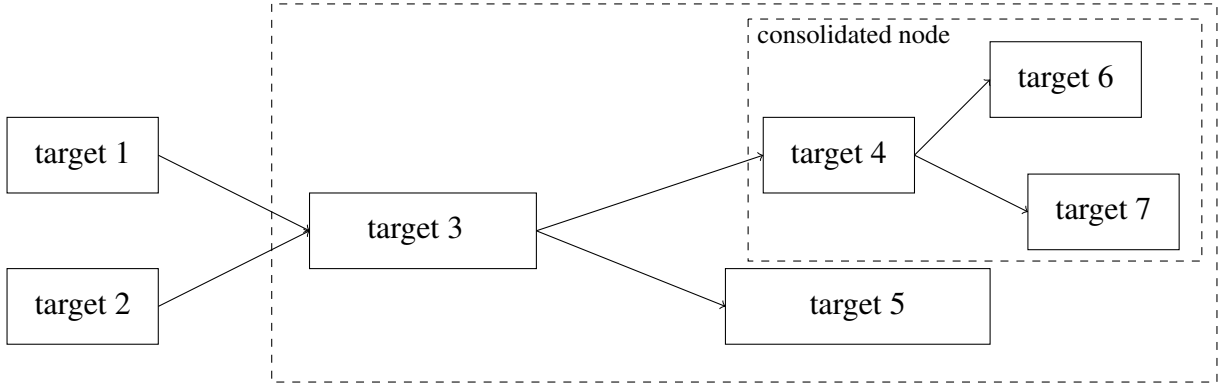 consolidated node
target 6
target 1
target 4
target 7
target 3
target 2
target 5